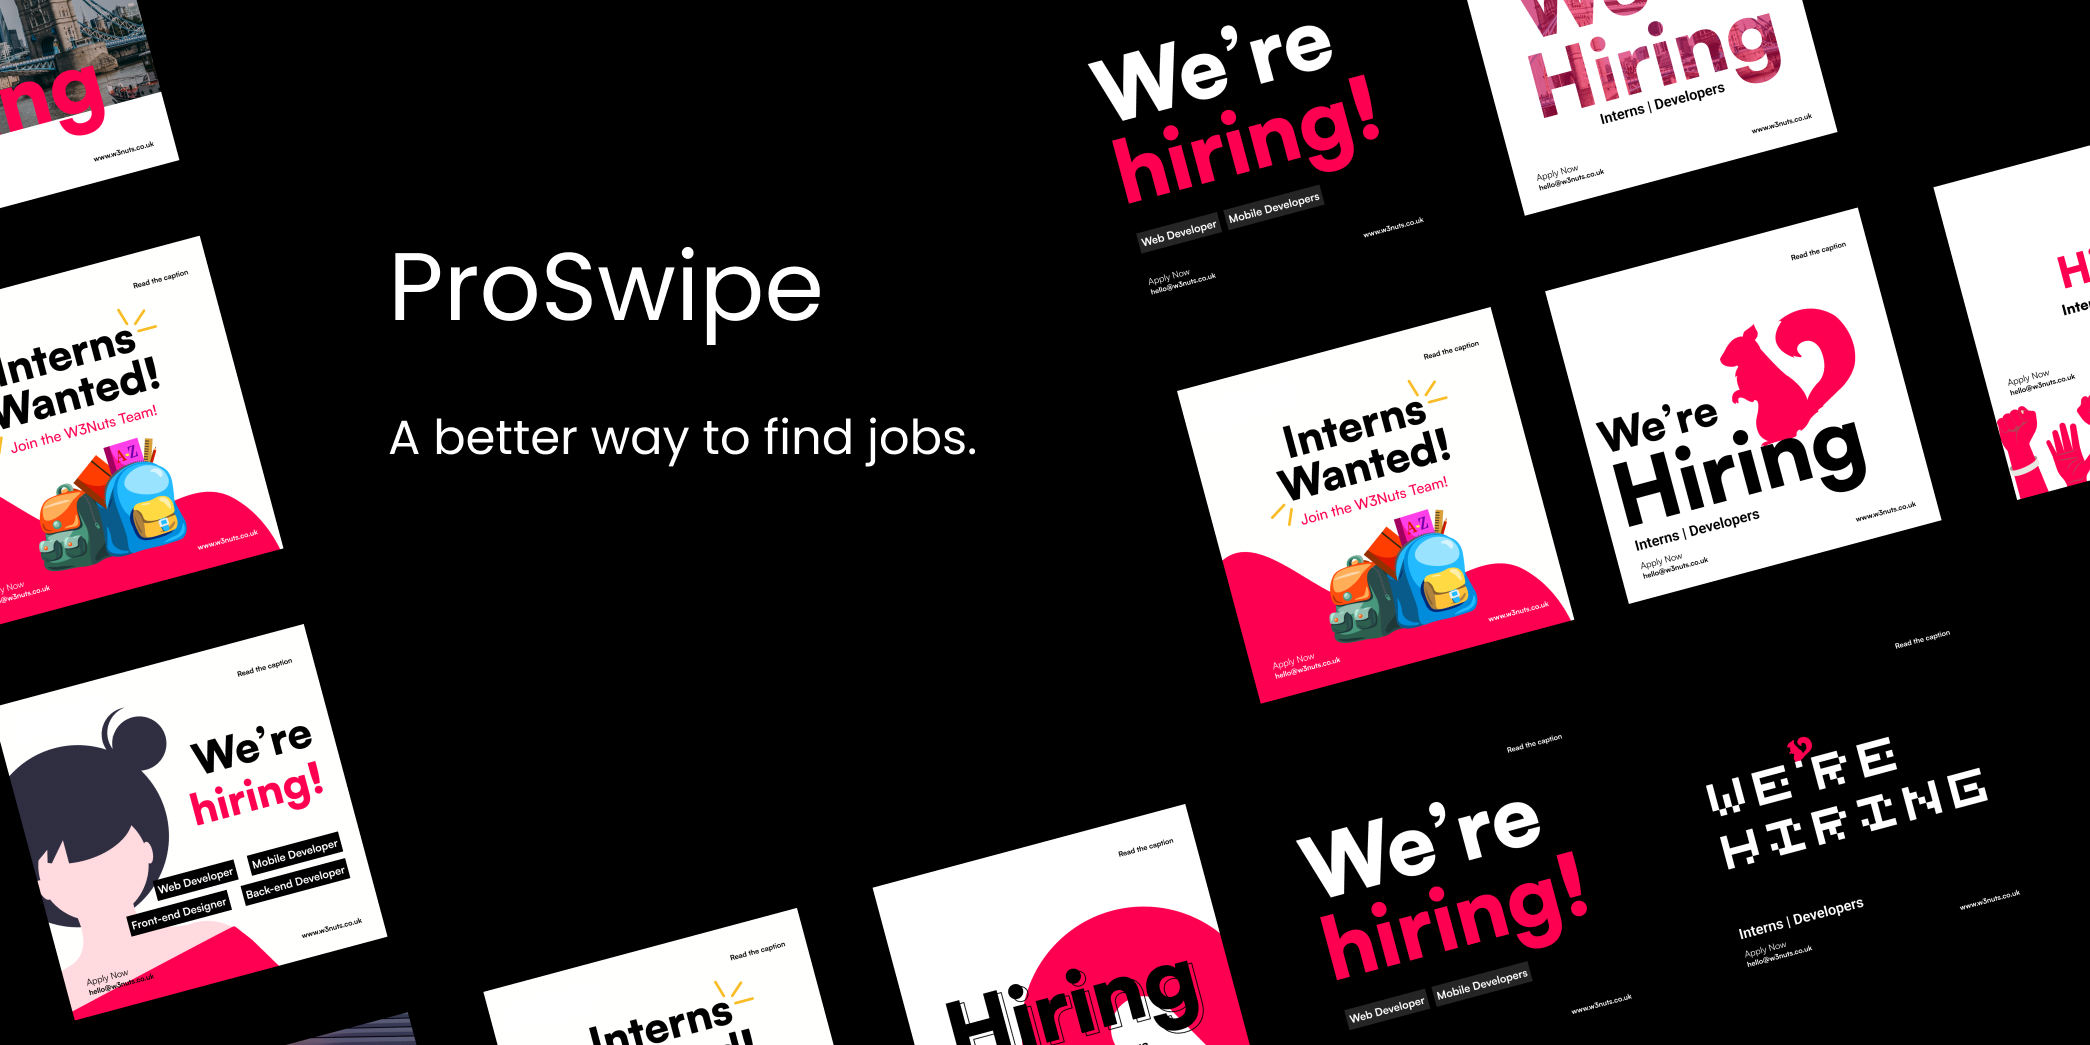 ng
www.w3nuts.co.uk
Read the caption
Interns
Wanted!
Join the W3Nuts Team!
A-Z
www.w3nuts.co.uk
Now
@w3nuts.co.uk
Read the caption
We’re
hiring!
Web Developer
Mobile Developer
Front-end Designer
Back-end Developer
www.w3nuts.co.uk
Apply Now
hello@w3nuts.co.uk
ProSwipe
A better way to find jobs.
We’re
hiring!
Web Developer
Mobile Developers
www.w3nuts.co.uk
Apply Now
hello@w3nuts.co.uk
We
Hiring
Interns | Developers
www.w3nuts.co.uk
Apply Now
hello@w3nuts.co.uk
Read the caption
Interns
Wanted!
Join the W3Nuts Team!
A-Z
www.w3nuts.co.uk
Apply Now
hello@w3nuts.co.uk
Read the caption
We’re
Hiring
Interns | Developers
www.w3nuts.co.uk
Apply Now
hello@w3nuts.co.uk
Hi
Inter
Apply Now
hello@w3nuts.co.uk
Read the caption
Interns
Read the caption
Hiring
Read the caption
We’re
hiring!
Web Developer
Mobile Developers
www.w3nuts.co.uk
Read the caption
WE’RE
HIRING
Interns | Developers
www.w3nuts.co.uk
Apply Now
hello@w3nuts.co.uk